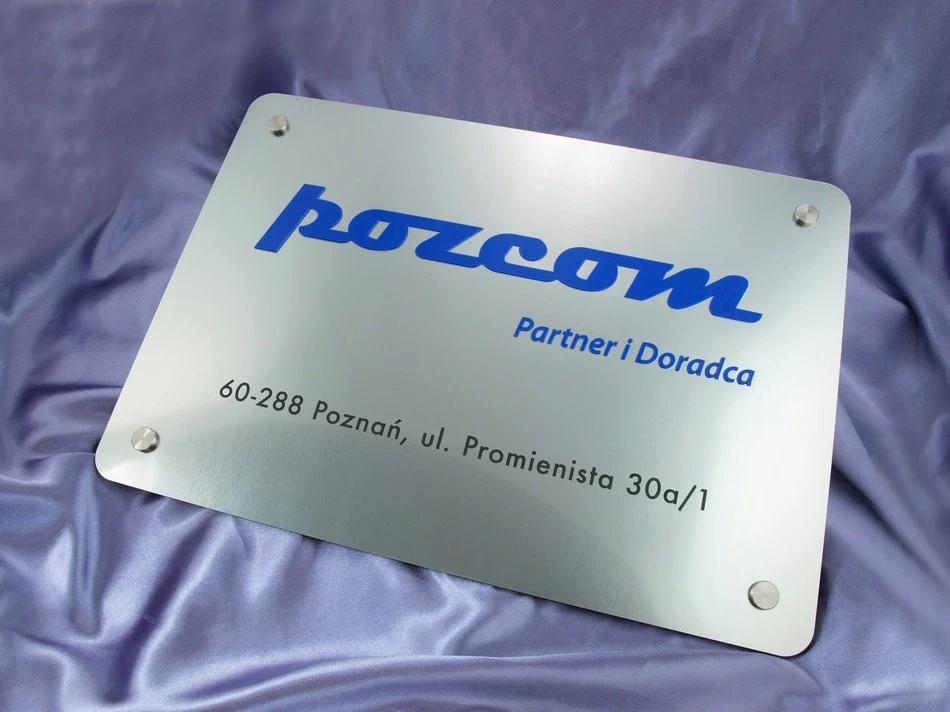 pozcom
Partner i Doradca
60-288 Poznań, ul. Promienista 30a/1